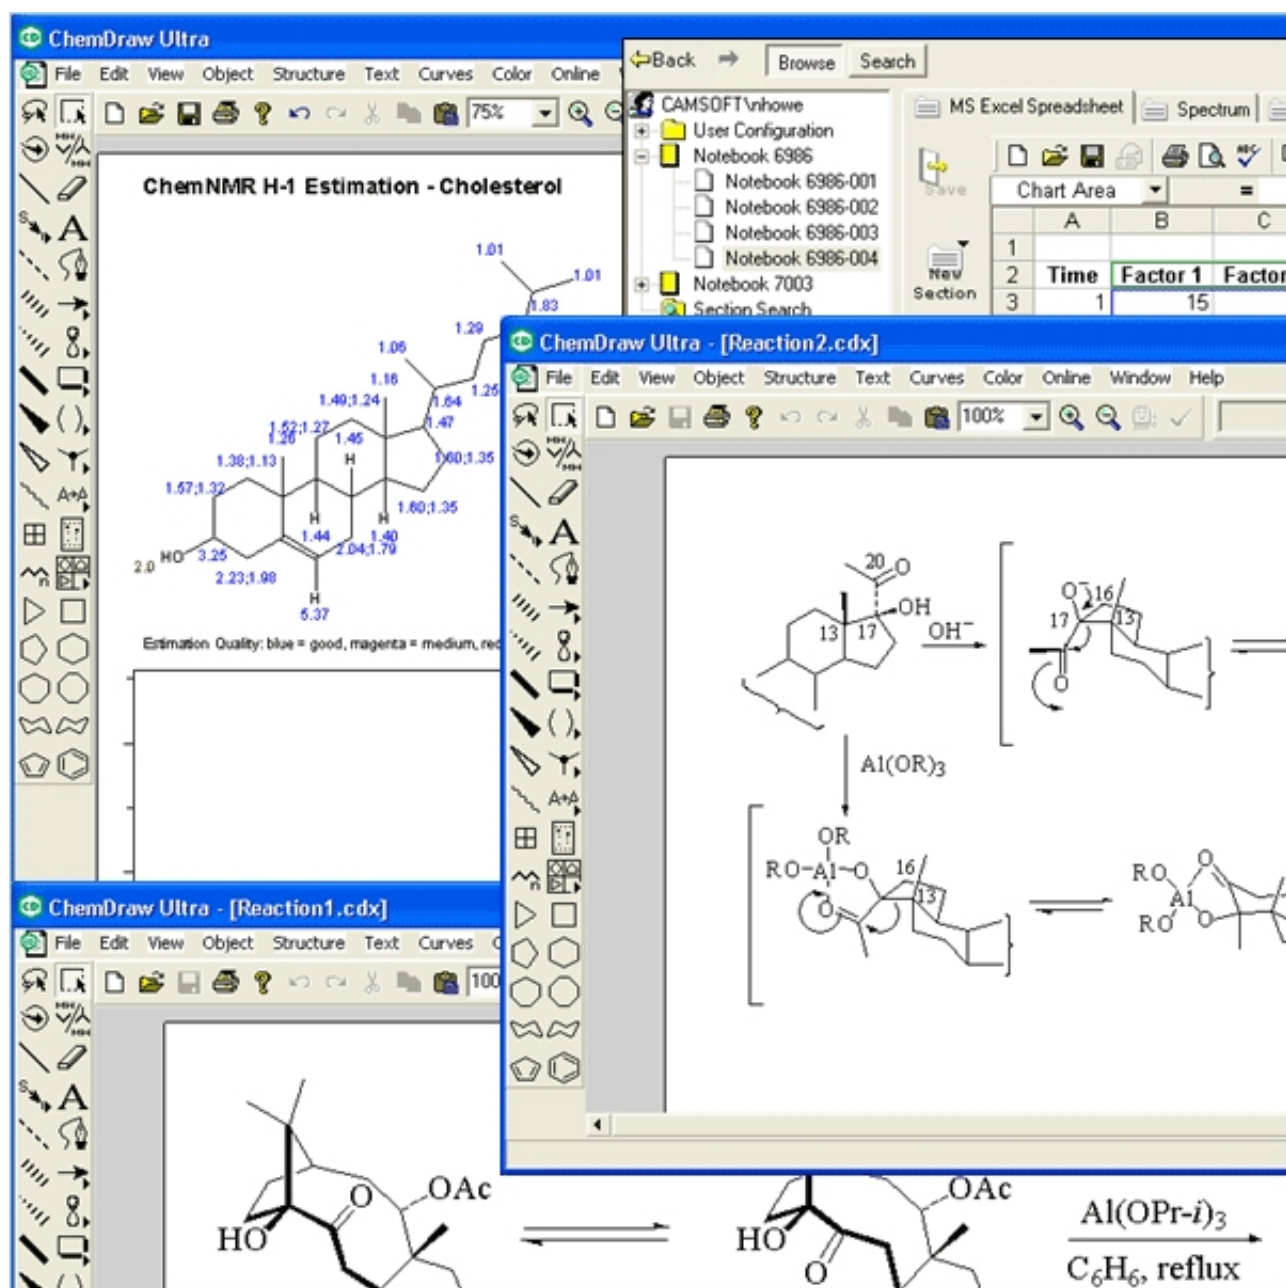 ChemDraw Ultra
File Edit View Object Structure Text Curves Color Online
75%
ChemNMR H-1 Estimation - Cholesterol
1.01
1.01
1.83
1.29
1.06
1.25
1.16
1.64
1.49;1.24
1.47
1.52;1.27
1.26
1.45
H
1.38;1.13
1.60;1.35
1.57;1.32
1.60;1.35
H
H
1.44
1.40
2.04;1.79
HO
3.25
2.0
2.23;1.98
H
5.37
Estimation Quality: blue = good, magenta = medium, red
Back Browse Search
CAMSOFT\nhowe
User Configuration
Notebook 6986
Notebook 6986-001
Notebook 6986-002
Notebook 6986-003
Notebook 6986-004
Notebook 7003
Section Search
MS Excel Spreadsheet Spectrum
Save
New
Section
Chart Area =
A B C
1
2 Time Factor 1 Factor
3 1 15
ChemDraw Ultra - [Reaction2.cdx]
File Edit View Object Structure Text Curves Color Online Window Help
100%
20
O
OH
13 17
OH⁻
O⁻
16
17
13
O
Al(OR)₃
OR
RO-Al-O
16
13
O
O
RO
Al
RO
O
ChemDraw Ultra - [Reaction1.cdx]
File Edit View Object Structure Text Curves
100
O
OAc
HO
OAc
HO
O
Al(OPr-i)₃
C₆H₆, reflux